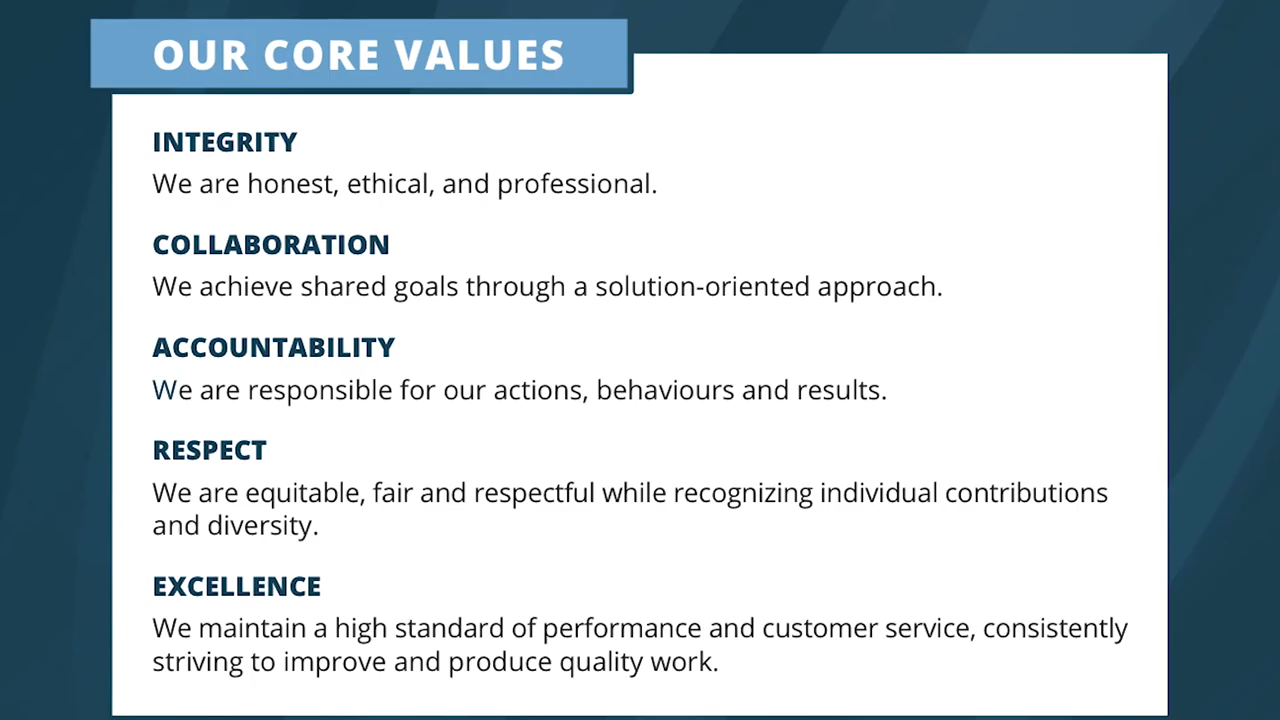 OUR CORE VALUES
INTEGRITY
We are honest, ethical, and professional.
COLLABORATION
We achieve shared goals through a solution-oriented approach.
ACCOUNTABILITY
We are responsible for our actions, behaviours and results.
RESPECT
We are equitable, fair and respectful while recognizing individual contributions
and diversity.
EXCELLENCE
We maintain a high standard of performance and customer service, consistently
striving to improve and produce quality work.